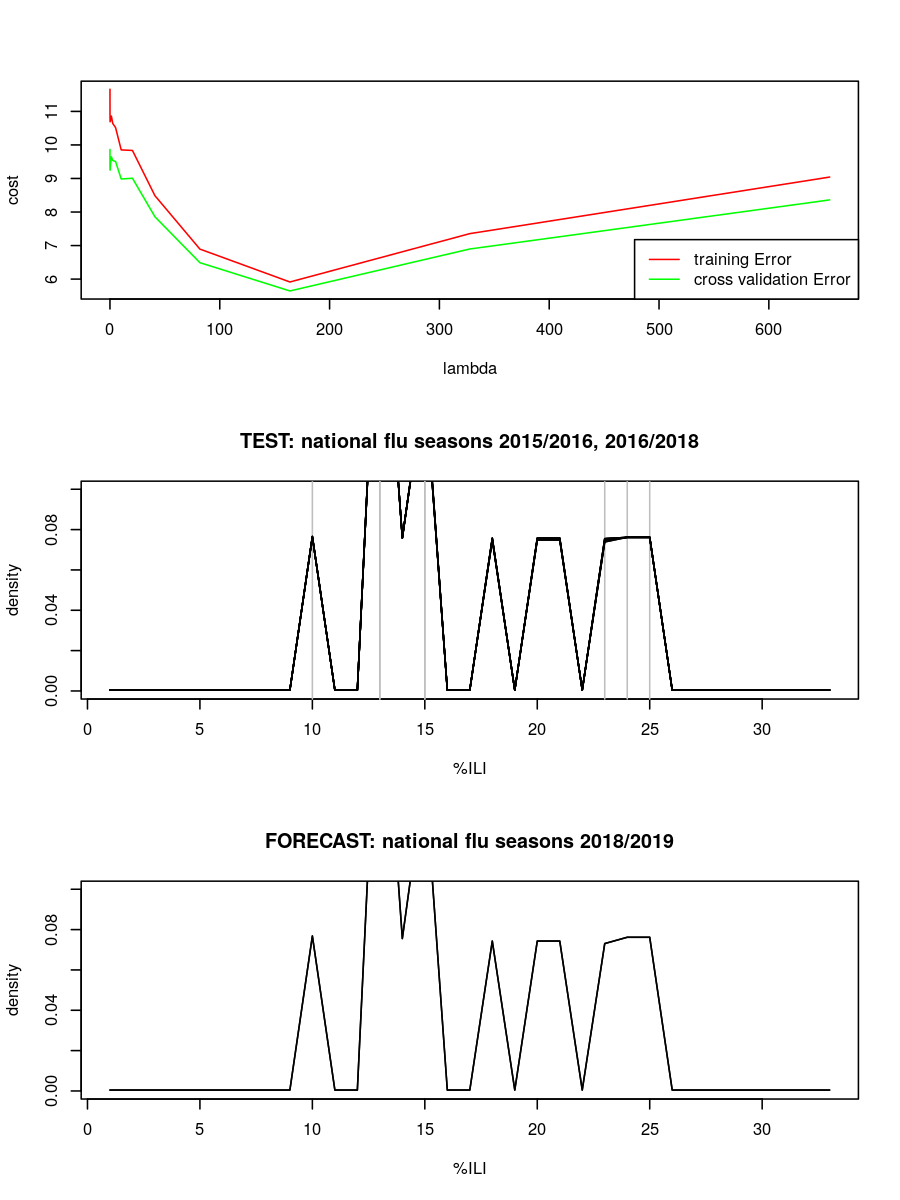 cost
6 7 8 9 10 11
training Error
cross validation Error
0 100 200 300 400 500 600
lambda
TEST: national flu seasons 2015/2016, 2016/2018
density
0.00 0.04 0.08
0 5 10 15 20 25 30
%ILI
FORECAST: national flu seasons 2018/2019
density
0.00 0.04 0.08
0 5 10 15 20 25 30
%ILI